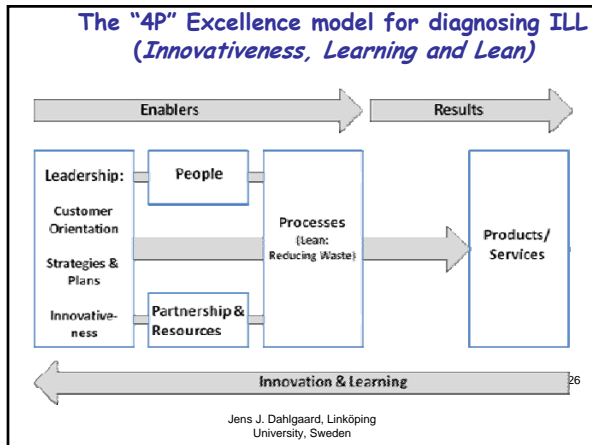 The “4P” Excellence model for diagnosing ILL
(Innovativeness, Learning and Lean)
Enablers
Results
Leadership:
Customer
Orientation
Strategies &
Plans
Innovative-
ness
People
Partnership &
Resources
Processes
(Lean:
Reducing Waste)
Products/
Services
Innovation & Learning
26
Jens J. Dahlgaard, Linköping
University, Sweden